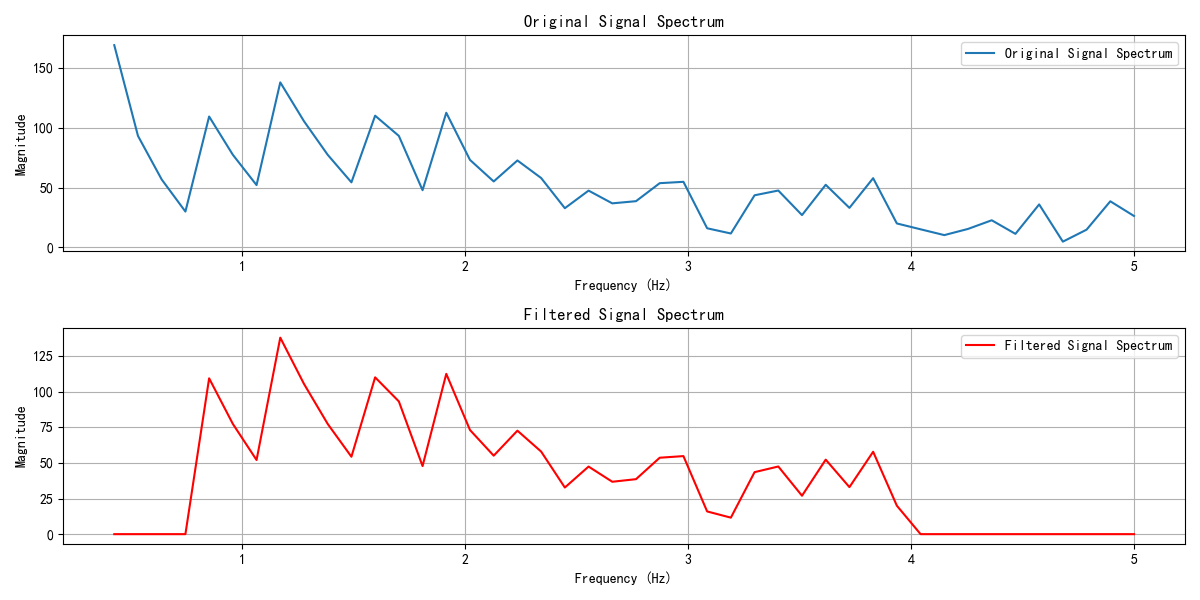 Original Signal Spectrum
Original Signal Spectrum
150
100
50
0
Magnitude
1 2 3 4 5
Frequency (Hz)
Filtered Signal Spectrum
Filtered Signal Spectrum
125
100
75
50
25
0
Magnitude
1 2 3 4 5
Frequency (Hz)